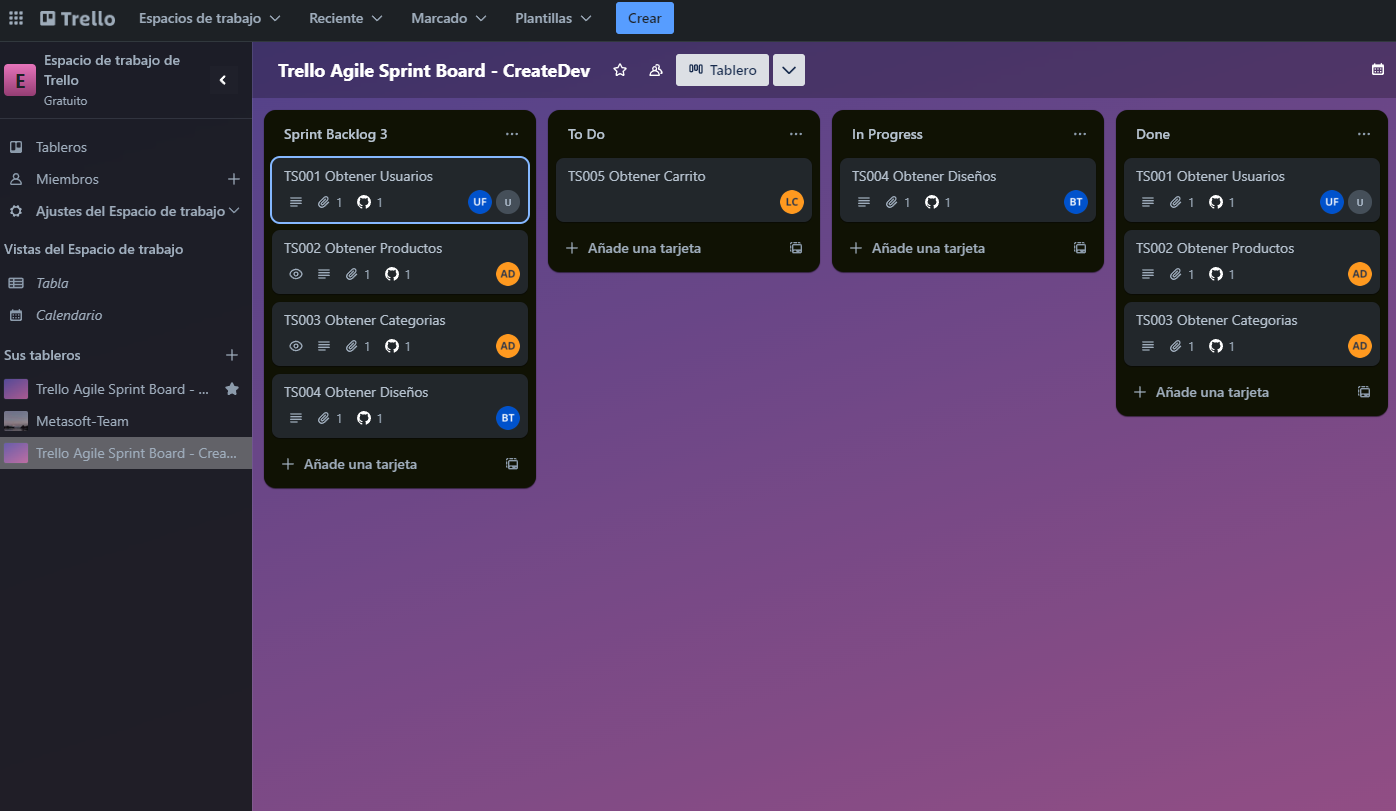 Trello
Espacios de trabajo
Reciente
Marcado
Plantillas
Crear
E
Espacio de trabajo de
Trello
Gratuito
Tableros
Miembros
Ajustes del Espacio de trabajo
Vistas del Espacio de trabajo
Tabla
Calendario
Sus tableros
Trello Agile Sprint Board - ...
Metasoft-Team
Trello Agile Sprint Board - Crea...
Trello Agile Sprint Board - CreateDev
Tablero
Sprint Backlog 3
TS001 Obtener Usuarios
1 1 UF U
TS002 Obtener Productos
1 1 AD
TS003 Obtener Categorias
1 1 AD
TS004 Obtener Diseños
1 1 BT
Añade una tarjeta
To Do
TS005 Obtener Carrito
LC
Añade una tarjeta
In Progress
TS004 Obtener Diseños
1 1 BT
Añade una tarjeta
Done
TS001 Obtener Usuarios
1 1 UF U
TS002 Obtener Productos
1 1 AD
TS003 Obtener Categorias
1 1 AD
Añade una tarjeta